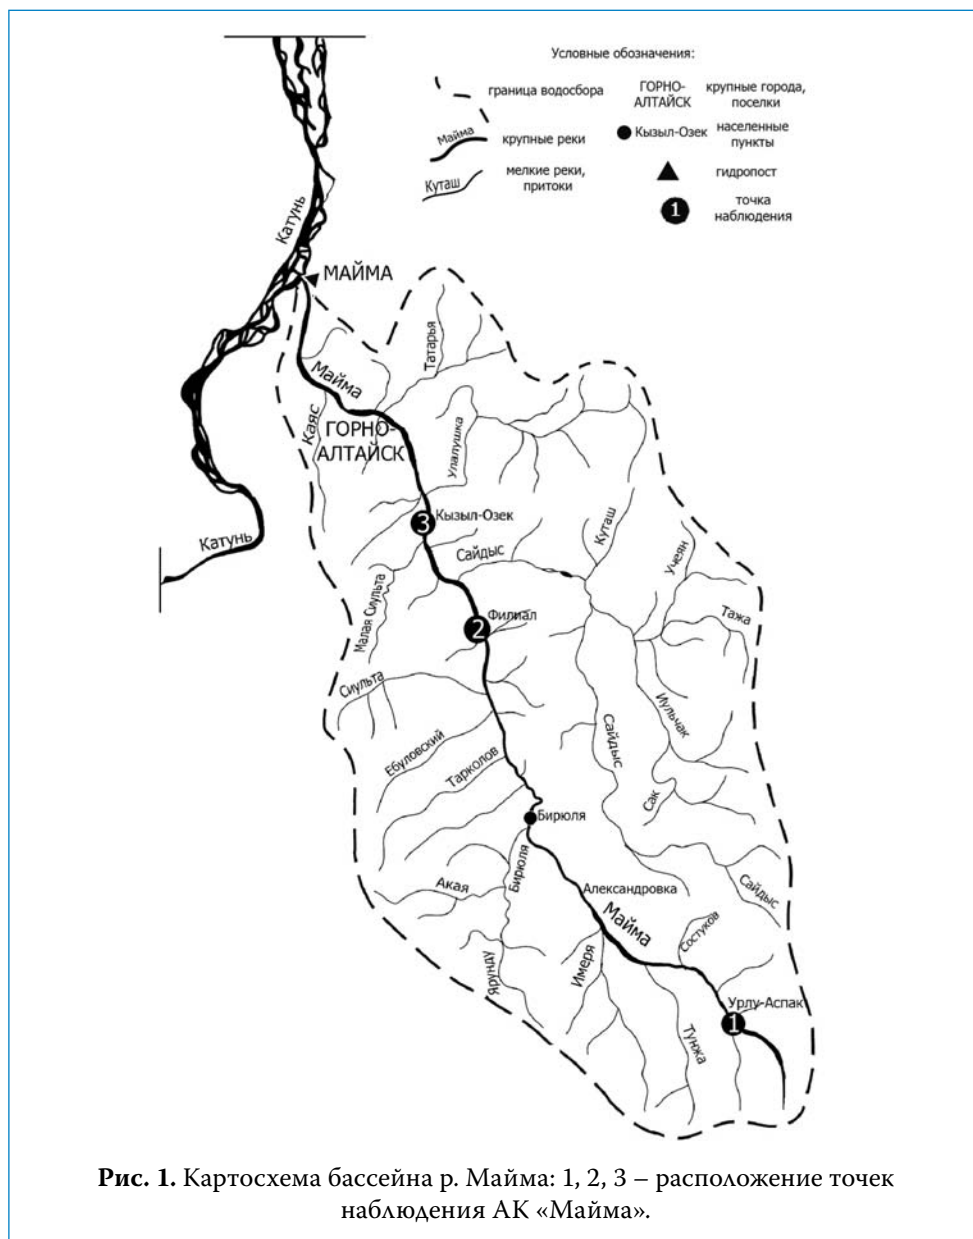 Условные обозначения:
граница водосбора
Майма
крупные реки
Куташ
мелкие реки,
притоки
ГОРНО-
АЛТАЙСК
крупные города,
поселки
Кызыл-Озек
населенные
пункты
гидропост
1
точка
наблюдения
Катунь
МАЙМА
Татарья
Майма
Каяс
ГОРНО-
АЛТАЙСК
Улалушка
3
Кызыл-Озек
Катунь
Сайдыс
Куташ
Учеян
Малая Сиульта
Тажа
Филиал
2
Сиульта
Иульчак
Сайдыс
Ебуловский
Тарколов
Сак
Бирюля
Бирюля
Акая
Сайдыс
Александровка
Майма
Состукова
Имеря
Ярунду
Урлу-Аспак
1
Тунжа
Рис. 1. Картосхема бассейна р. Майма: 1, 2, 3 – расположение точек
наблюдения АК «Майма».